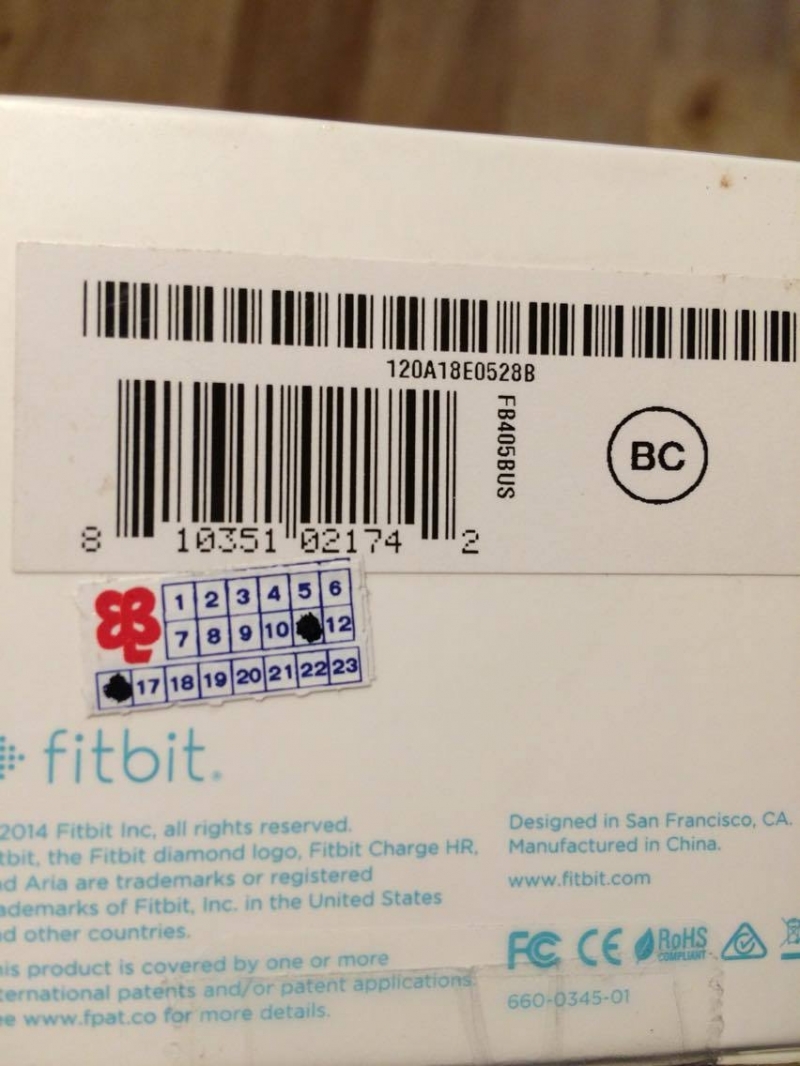 120A18E0528B
FB405BUS
BC
8 10351 02174 2
1 2 3 4 5 6
7 8 9 10 12
17 18 19 20 21 22 23
fitbit.
2014 Fitbit Inc, all rights reserved.
tbit, the Fitbit diamond logo, Fitbit Charge HR,
d Aria are trademarks or registered
ademarks of Fitbit, Inc. in the United States
d other countries.
is product is covered by one or more
ternational patents and/or patent applications.
e www.fpat.co for more details.
Designed in San Francisco, CA.
Manufactured in China.
www.fitbit.com
FC CE RoHS
COMPLIANT
660-0345-01